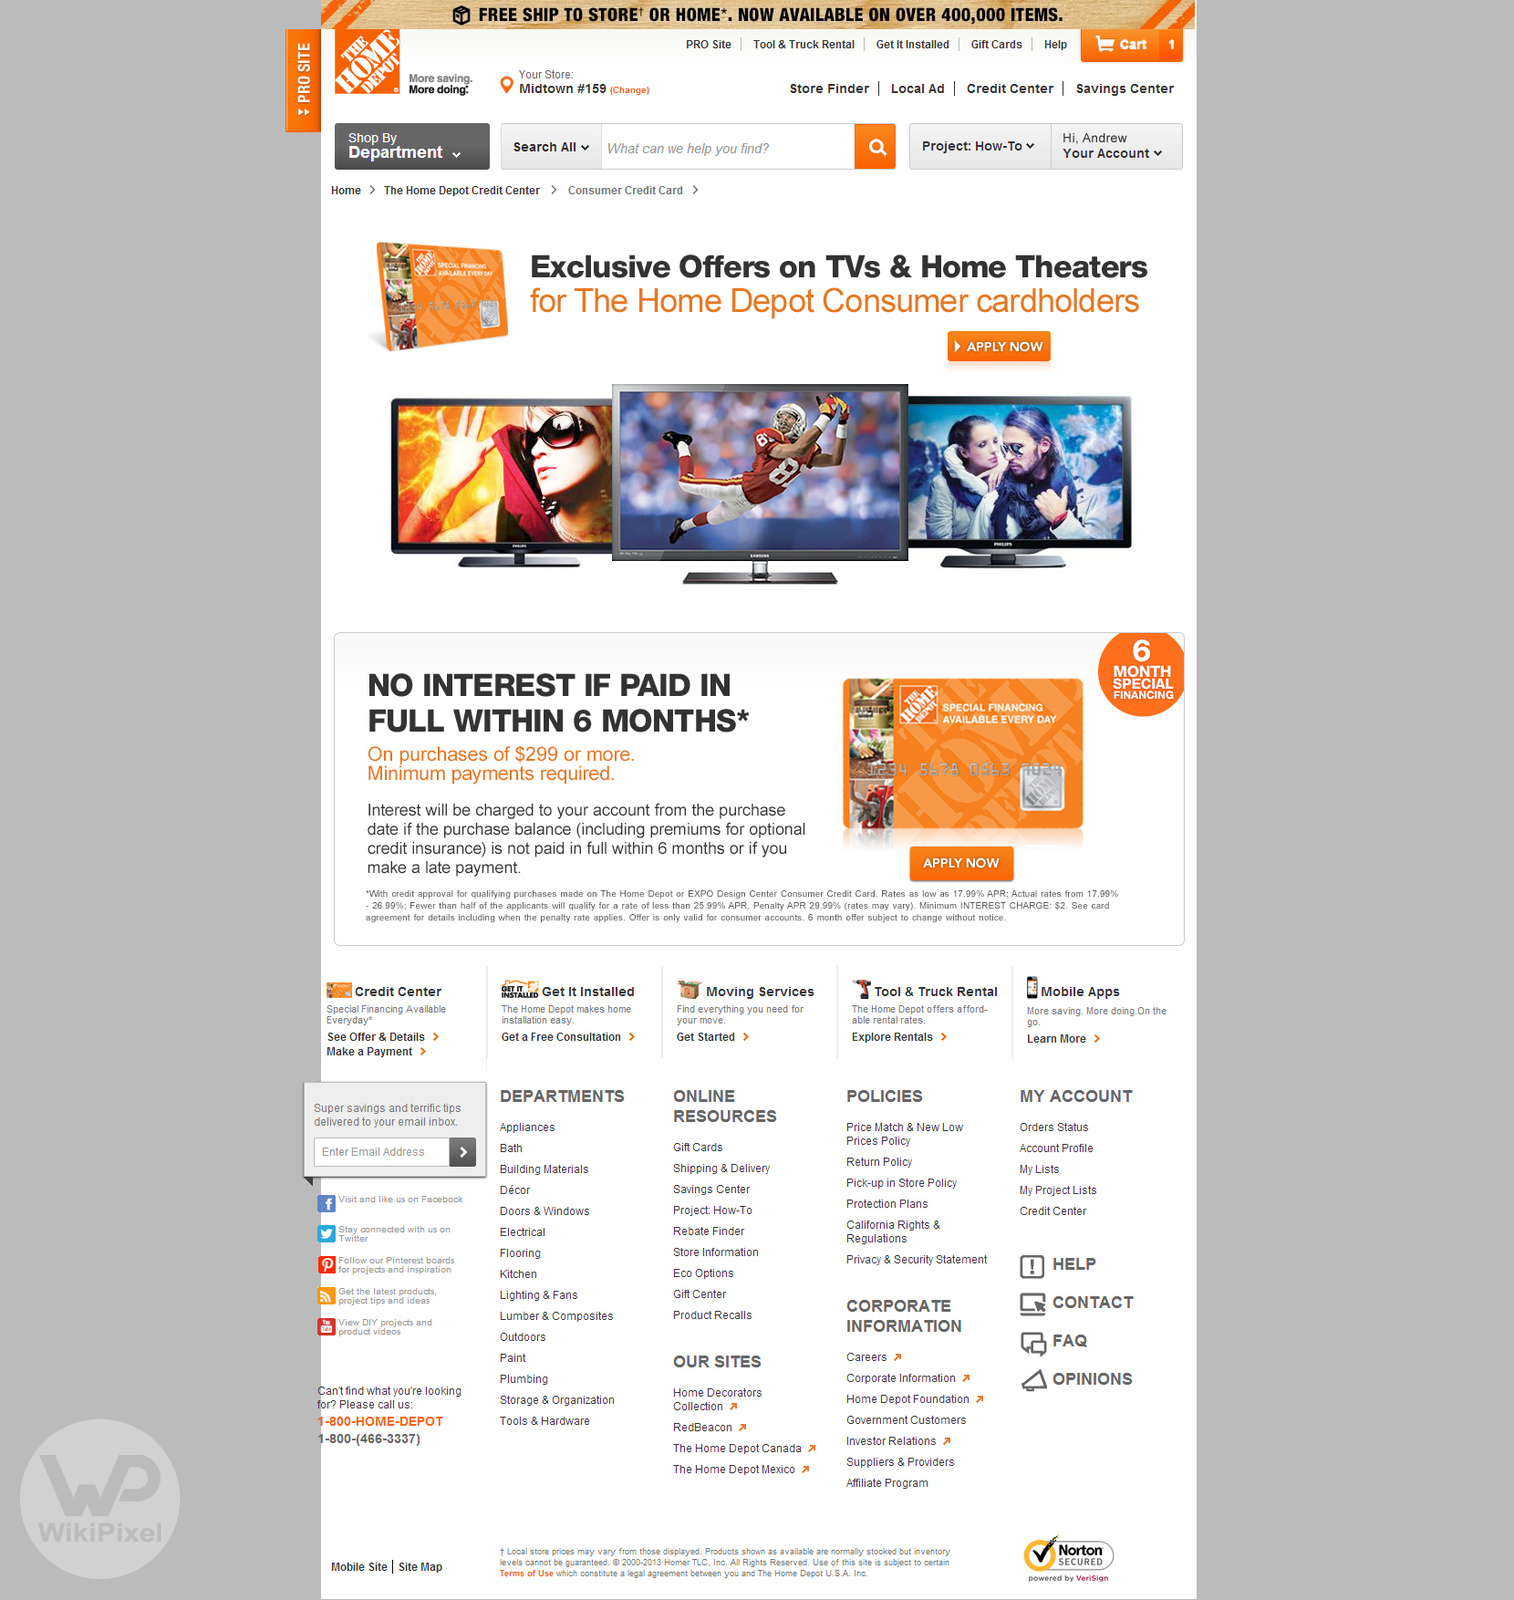 FREE SHIP TO STORE† OR HOME*. NOW AVAILABLE ON OVER 400,000 ITEMS.
PRO SITE
THE HOME DEPOT
More saving.
More doing.
PRO Site
Tool & Truck Rental
Get It Installed
Gift Cards
Help
Cart 1
Your Store:
Midtown #159 (Change)
Store Finder
Local Ad
Credit Center
Savings Center
Shop By
Department
Search All
What can we help you find?
Project: How-To
Hi, Andrew
Your Account
Home > The Home Depot Credit Center > Consumer Credit Card >
THE HOME DEPOT
SPECIAL FINANCING
AVAILABLE EVERY DAY
Exclusive Offers on TVs & Home Theaters
for The Home Depot Consumer cardholders
APPLY NOW
PHILIPS
SAMSUNG
PHILIPS
6
MONTH
SPECIAL
FINANCING
NO INTEREST IF PAID IN
FULL WITHIN 6 MONTHS*
On purchases of $299 or more.
Minimum payments required.
Interest will be charged to your account from the purchase
date if the purchase balance (including premiums for optional
credit insurance) is not paid in full within 6 months or if you
make a late payment.
THE HOME DEPOT
SPECIAL FINANCING
AVAILABLE EVERY DAY
1234 5678 0563 9824
APPLY NOW
*With credit approval for qualifying purchases made on The Home Depot or EXPO Design Center Consumer Credit Card. Rates as low as 17.99% APR; Actual rates from 17.99%
- 26.99%; Fewer than half of the applicants will qualify for a rate of less than 25.99% APR. Penalty APR 29.99% (rates may vary). Minimum INTEREST CHARGE: $2. See card
agreement for details including when the penalty rate applies. Offer is only valid for consumer accounts. 6 month offer subject to change without notice.
Credit Center
Special Financing Available
Everyday*
See Offer & Details
Make a Payment
GET IT INSTALLED
Get It Installed
The Home Depot makes home
installation easy.
Get a Free Consultation
Moving Services
Find everything you need for
your move.
Get Started
Tool & Truck Rental
The Home Depot offers afford-
able rental rates.
Explore Rentals
Mobile Apps
More saving. More doing.On the
go.
Learn More
Super savings and terrific tips
delivered to your email inbox.
Enter Email Address
Visit and like us on Facebook
Stay connected with us on
Twitter
Follow our Pinterest boards
for projects and inspiration
Get the latest products,
project tips and ideas
View DIY projects and
product videos
Can't find what you're looking
for? Please call us:
1-800-HOME-DEPOT
1-800-(466-3337)
DEPARTMENTS
Appliances
Bath
Building Materials
Décor
Doors & Windows
Electrical
Flooring
Kitchen
Lighting & Fans
Lumber & Composites
Outdoors
Paint
Plumbing
Storage & Organization
Tools & Hardware
ONLINE
RESOURCES
Gift Cards
Shipping & Delivery
Savings Center
Project: How-To
Rebate Finder
Store Information
Eco Options
Gift Center
Product Recalls
OUR SITES
Home Decorators
Collection
RedBeacon
The Home Depot Canada
The Home Depot Mexico
POLICIES
Price Match & New Low
Prices Policy
Return Policy
Pick-up in Store Policy
Protection Plans
California Rights &
Regulations
Privacy & Security Statement
CORPORATE
INFORMATION
Careers
Corporate Information
Home Depot Foundation
Government Customers
Investor Relations
Suppliers & Providers
Affiliate Program
MY ACCOUNT
Orders Status
Account Profile
My Lists
My Project Lists
Credit Center
HELP
CONTACT
FAQ
OPINIONS
WikiPixel
Mobile Site | Site Map
† Local store prices may vary from those displayed. Products shown as available are normally stocked but inventory
levels cannot be guaranteed. © 2000-2013 Homer TLC, Inc. All Rights Reserved. Use of this site is subject to certain
Terms of Use which constitute a legal agreement between you and The Home Depot U.S.A. Inc.
Norton
SECURED
powered by VeriSign